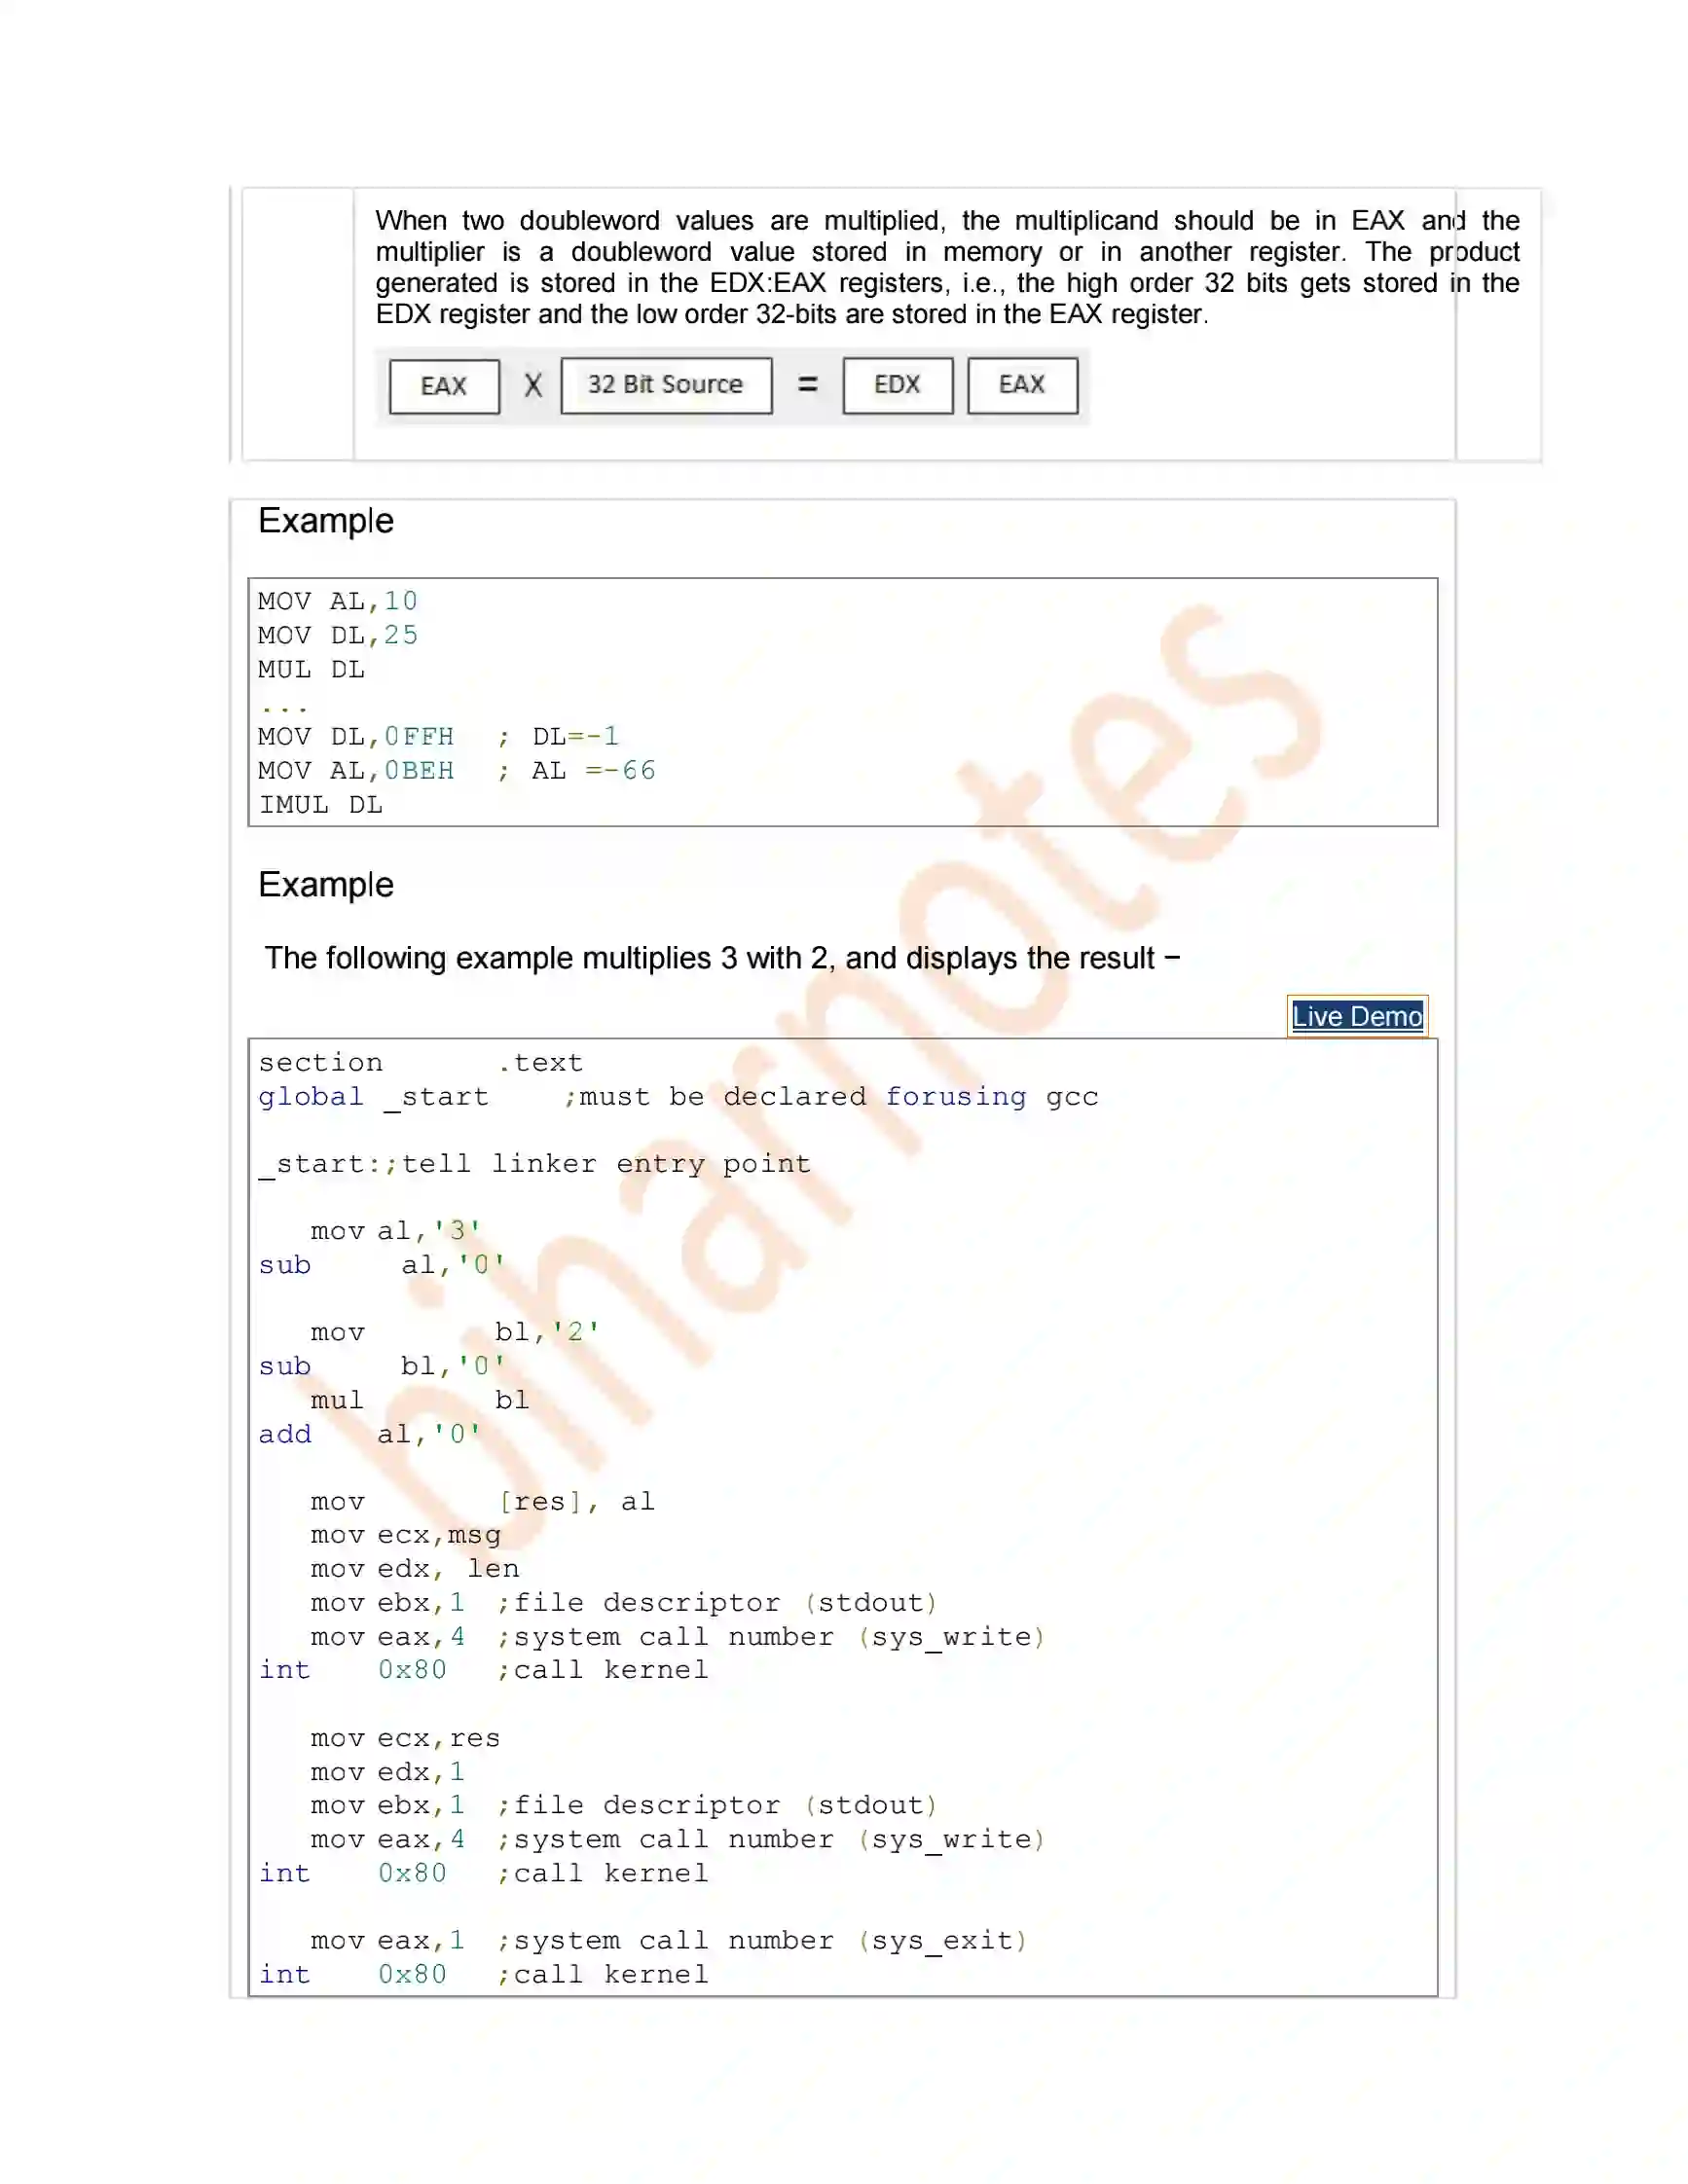 When two doubleword values are multiplied, the multiplicand should be in EAX and the
multiplier is a doubleword value stored in memory or in another register. The product
generated is stored in the EDX:EAX registers, i.e., the high order 32 bits gets stored in the
EDX register and the low order 32-bits are stored in the EAX register.
EAX X 32 Bit Source = EDX EAX
Example
MOV AL,10
MOV DL,25
MUL DL
...
MOV DL,0FFH ; DL=-1
MOV AL,0BEH ; AL =-66
IMUL DL
Example
The following example multiplies 3 with 2, and displays the result −
Live Demo
section .text
global _start ;must be declared forusing gcc
_start:;tell linker entry point
mov al,'3'
sub al,'0'
mov bl,'2'
sub bl,'0'
mul bl
add al,'0'
mov [res], al
mov ecx,msg
mov edx, len
mov ebx,1 ;file descriptor (stdout)
mov eax,4 ;system call number (sys_write)
int 0x80 ;call kernel
mov ecx,res
mov edx,1
mov ebx,1 ;file descriptor (stdout)
mov eax,4 ;system call number (sys_write)
int 0x80 ;call kernel
mov eax,1 ;system call number (sys_exit)
int 0x80 ;call kernel
biharnotes